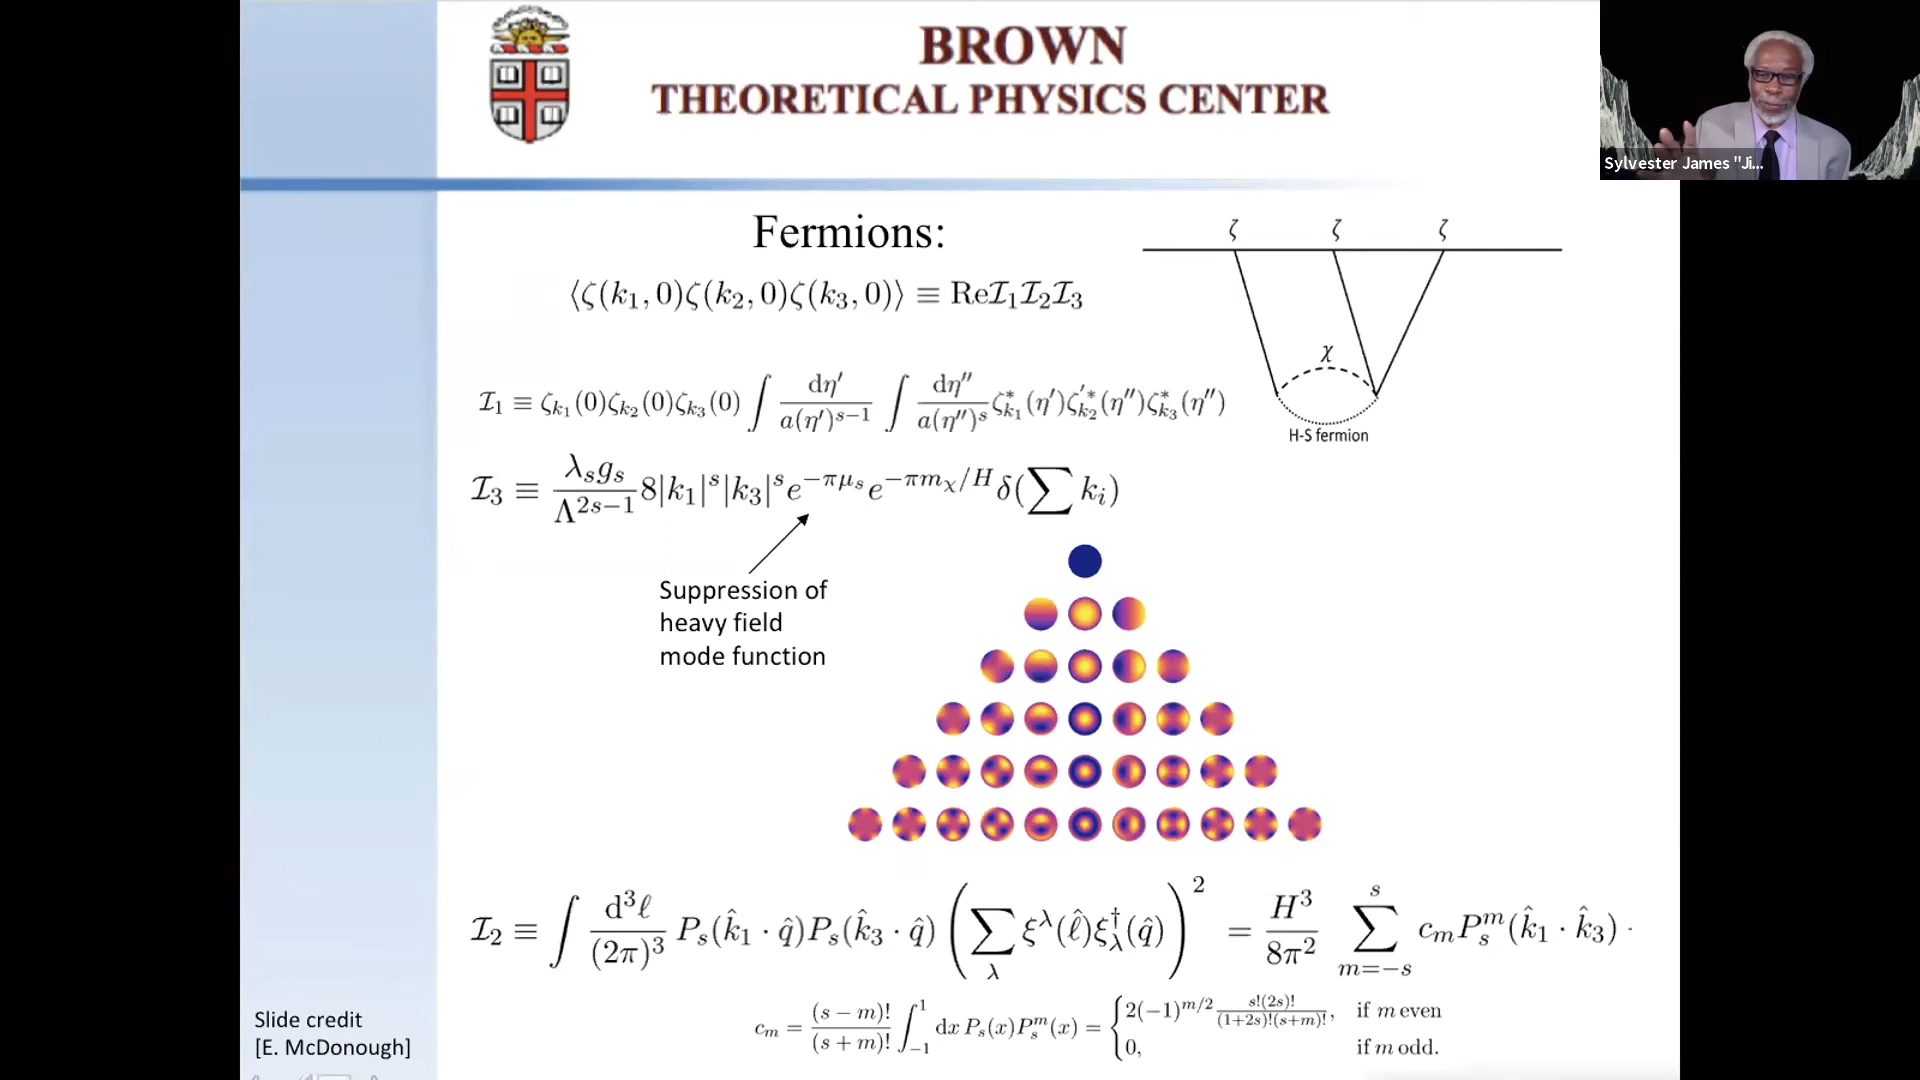 BROWN
THEORETICAL PHYSICS CENTER
Sylvester James "Ji...
Fermions:
ζ ζ ζ
⟨ζ(k₁, 0)ζ(k₂, 0)ζ(k₃, 0)⟩ ≡ Reℐ₁ℐ₂ℐ₃
χ
ℐ₁ ≡ ζ_{k₁}(0)ζ_{k₂}(0)ζ_{k₃}(0) ∫ dη′/a(η′)^{s−1} ∫ dη″/a(η″)^s ζ*_{k₁}(η′)ζ′*_{k₂}(η″)ζ*_{k₃}(η″)
H-S fermion
ℐ₃ ≡ λ_s g_s/Λ^{2s−1} 8|k₁|^s|k₃|^s e^{−πμ_s} e^{−πm_χ/H} δ(∑ k_i)
Suppression of
heavy field
mode function
ℐ₂ ≡ ∫ d³ℓ/(2π)³ P_s(k̂₁ · q̂)P_s(k̂₃ · q̂) (∑_λ ξ^λ(ℓ̂)ξ^†_λ(q̂))² = H³/8π² ∑_{m=−s}^{s} c_m P_s^m(k̂₁ · k̂₃) ·
c_m = (s − m)!/(s + m)! ∫_{−1}^{1} dx P_s(x)P_s^m(x) = { 2(−1)^{m/2} s!(2s)!/(1+2s)!(s+m)!, if m even
0, if m odd.
Slide credit
[E. McDonough]